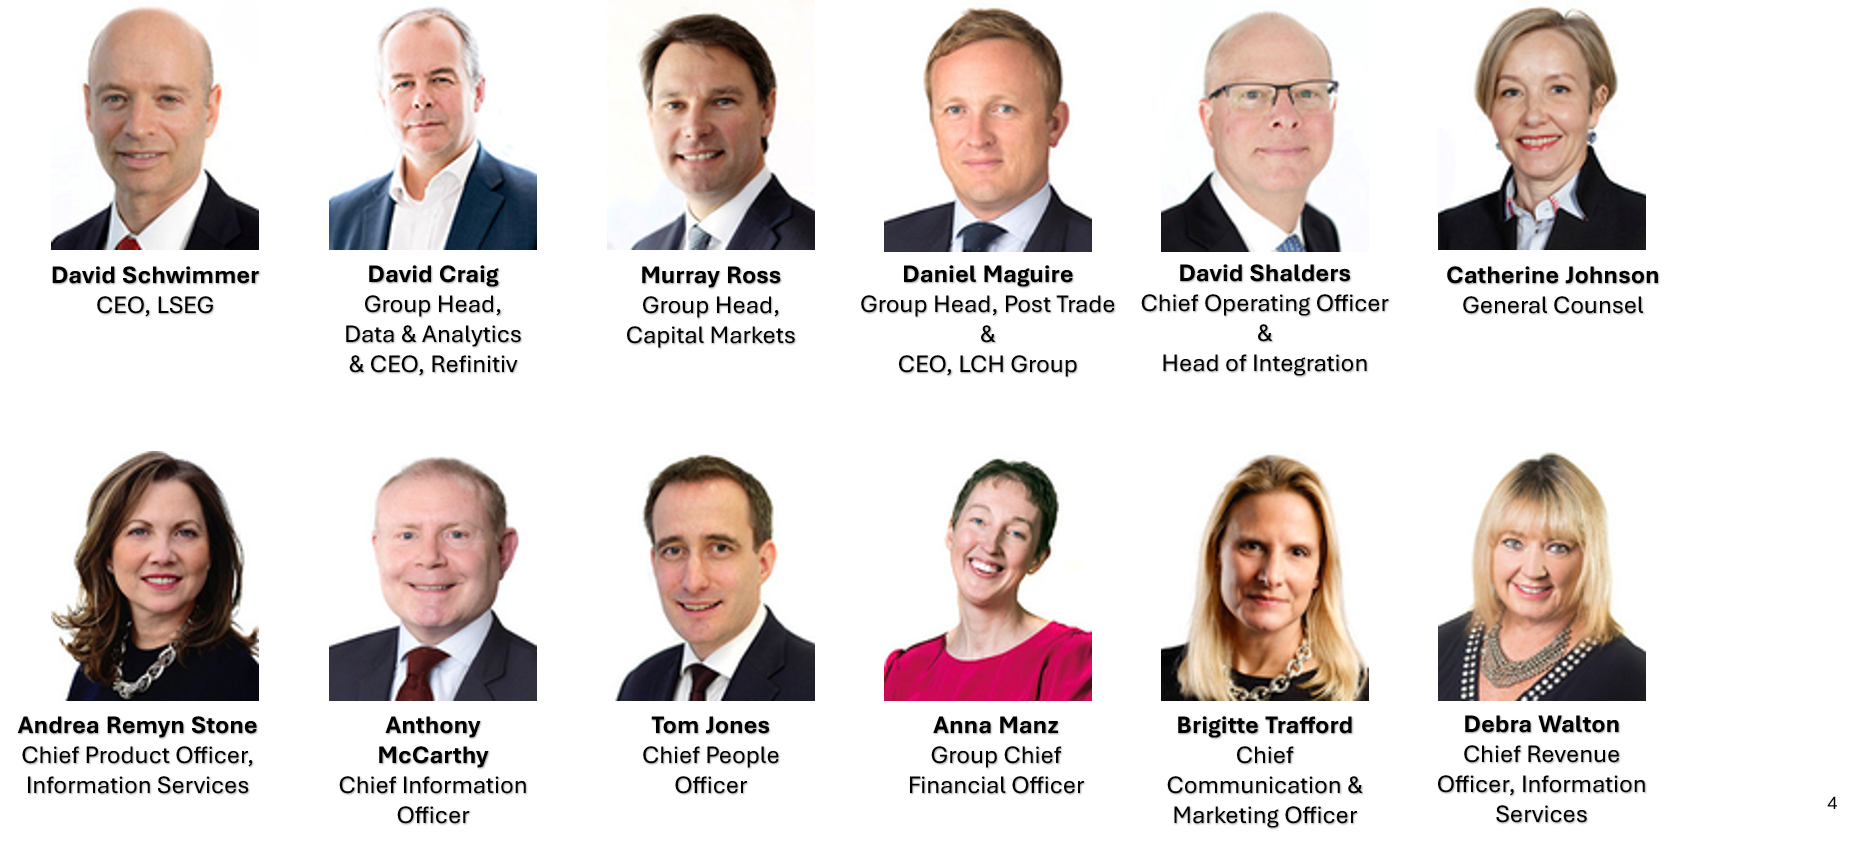 David Schwimmer
CEO, LSEG
David Craig
Group Head,
Data & Analytics
& CEO, Refinitiv
Murray Ross
Group Head,
Capital Markets
Daniel Maguire
Group Head, Post Trade
&
CEO, LCH Group
David Shalders
Chief Operating Officer
&
Head of Integration
Catherine Johnson
General Counsel
Andrea Remyn Stone
Chief Product Officer,
Information Services
Anthony
McCarthy
Chief Information
Officer
Tom Jones
Chief People
Officer
Anna Manz
Group Chief
Financial Officer
Brigitte Trafford
Chief
Communication &
Marketing Officer
Debra Walton
Chief Revenue
Officer, Information
Services
4